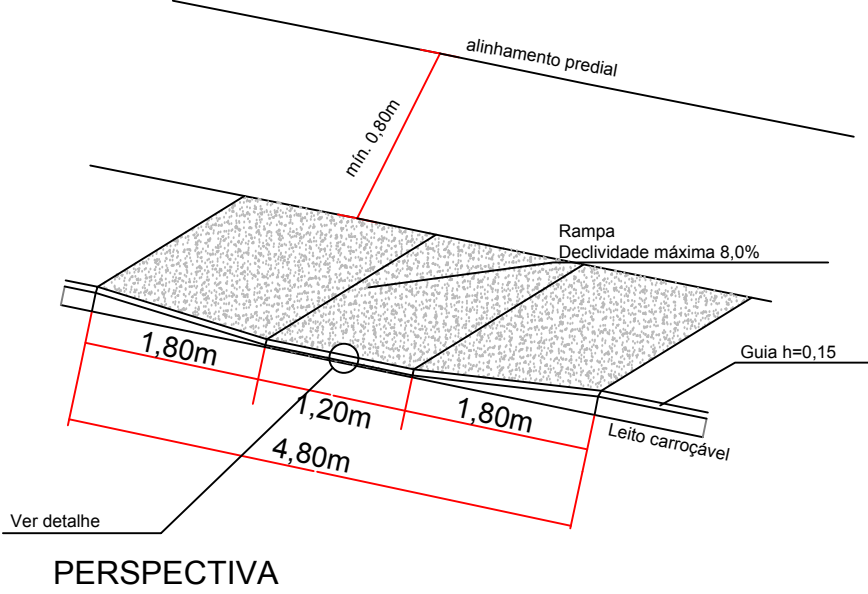 alinhamento predial
mín. 0,80m
Rampa
Declividade máxima 8,0%
Guia h=0,15
1,80m
1,20m
1,80m
Leito carroçável
4,80m
Ver detalhe
PERSPECTIVA